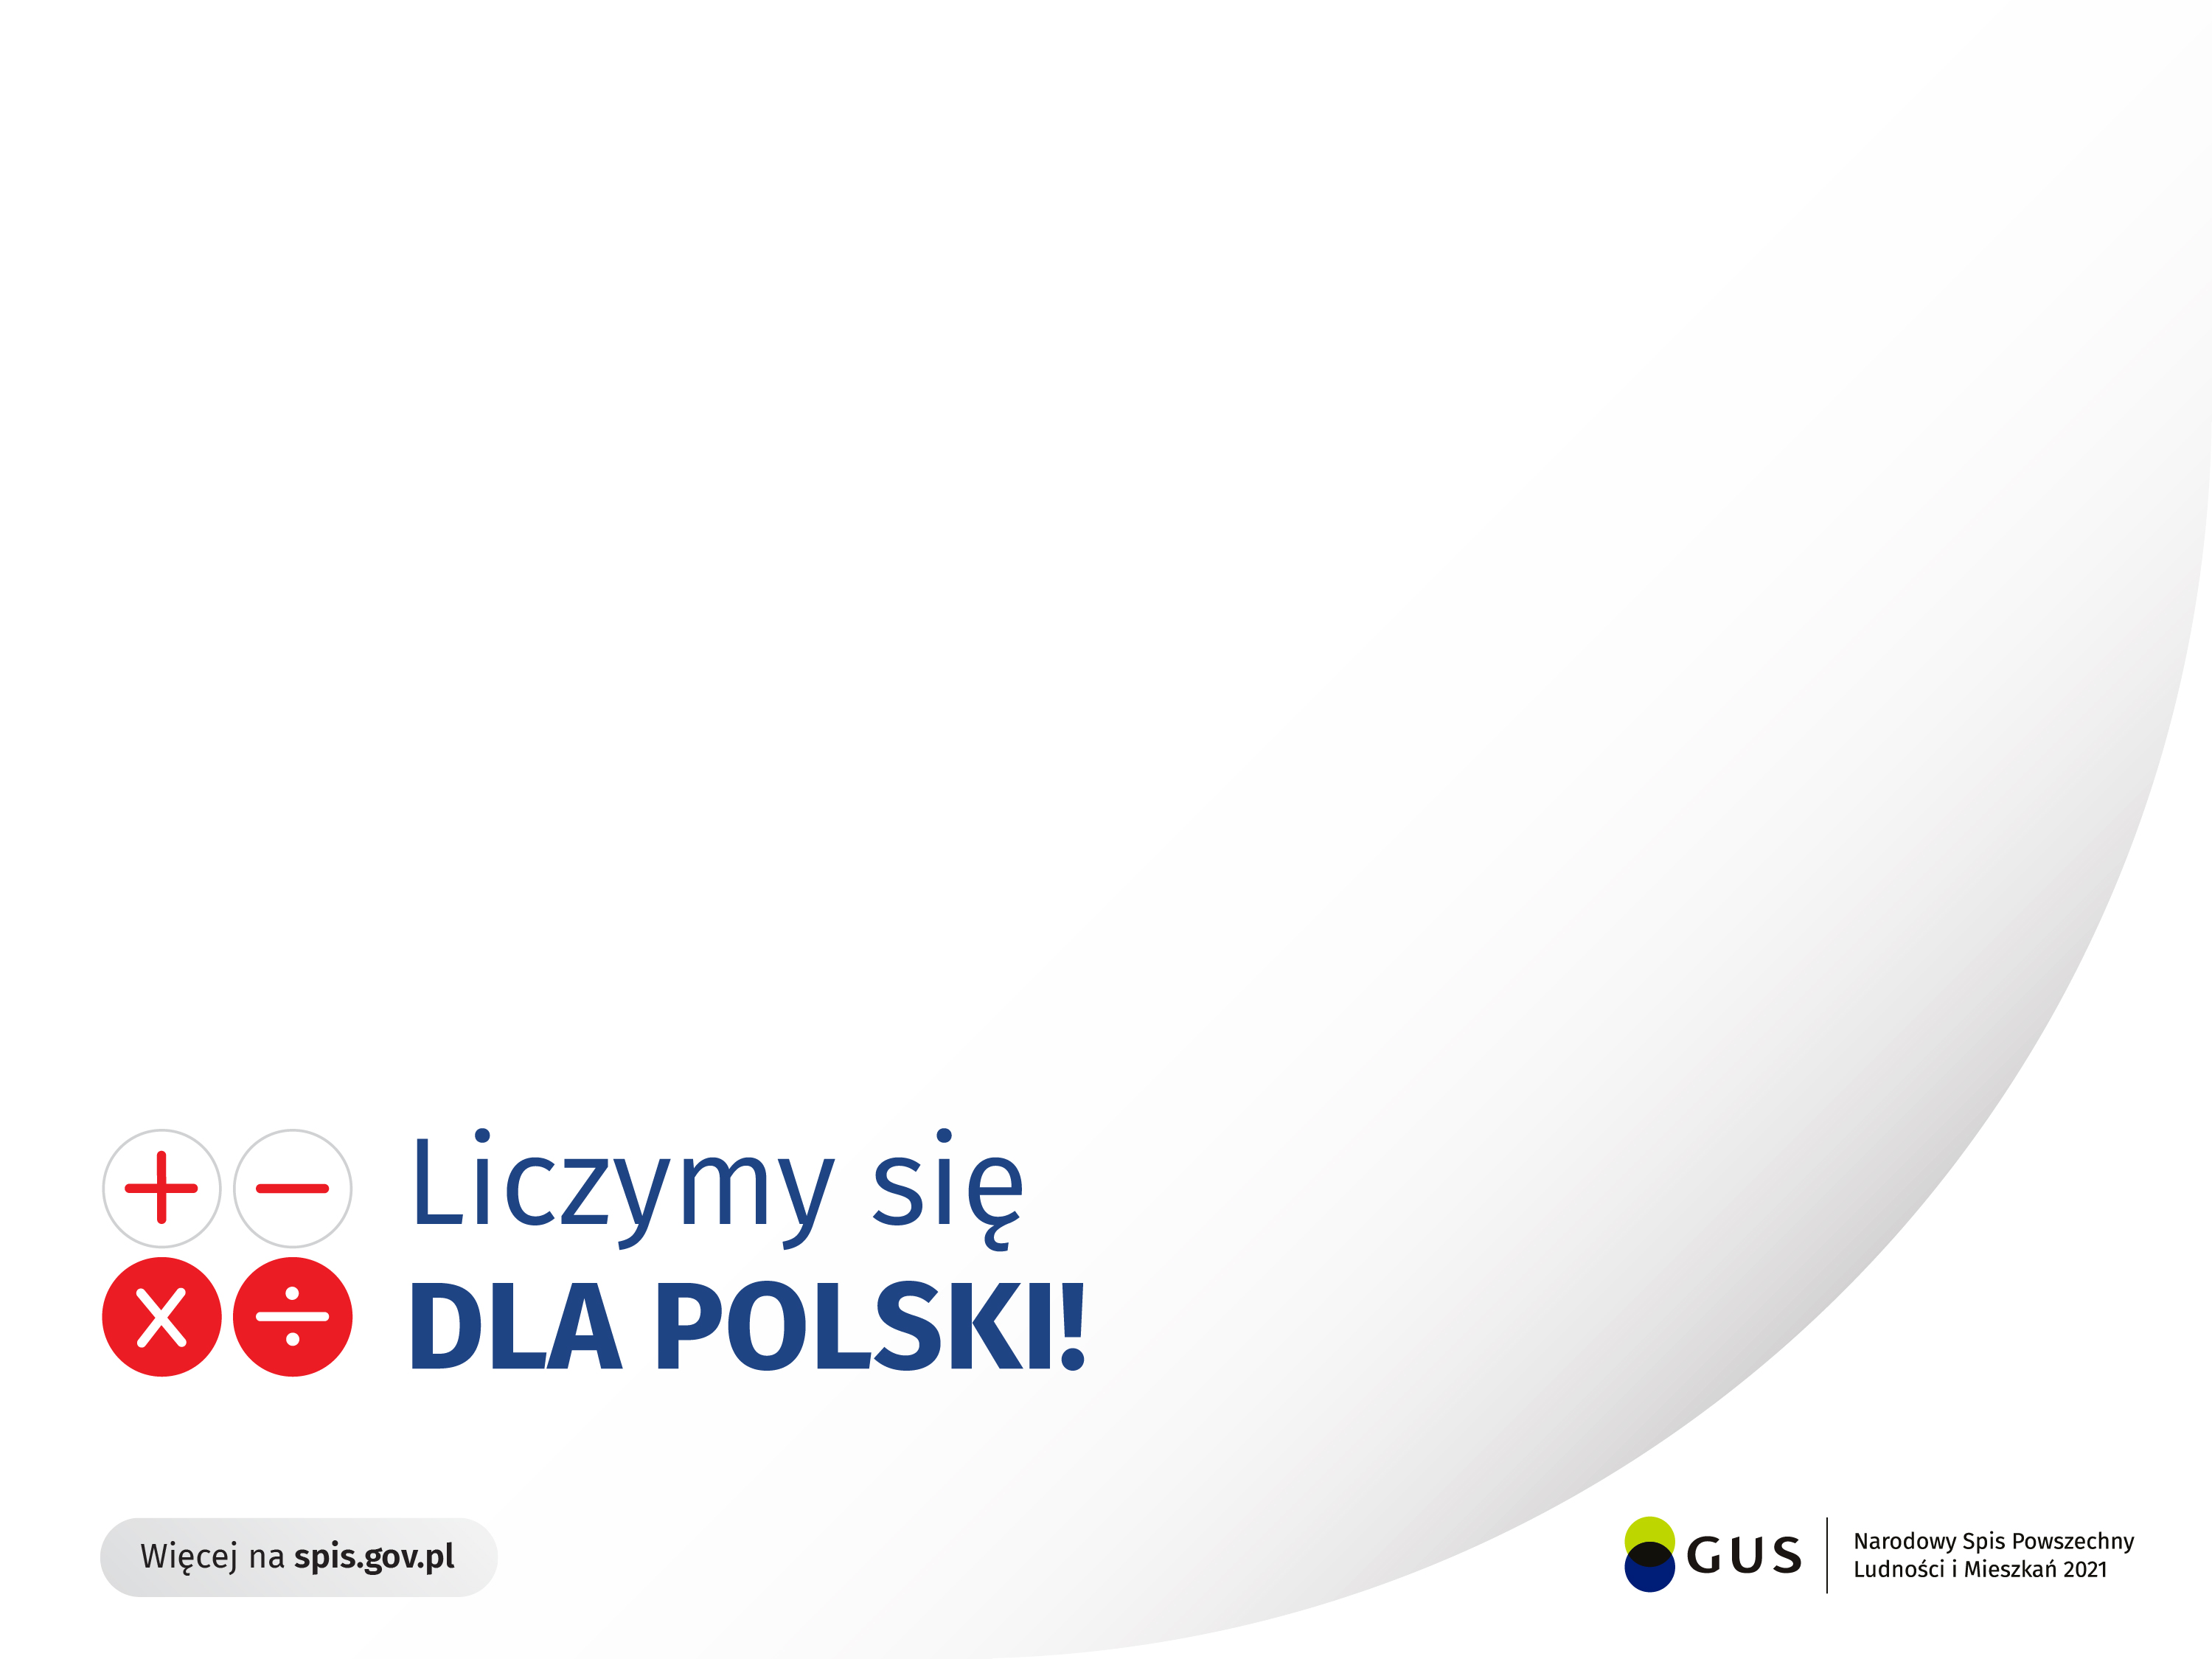 Liczymy się
DLA POLSKI!
Więcej na spis.gov.pl
GUS
Narodowy Spis Powszechny
Ludności i Mieszkań 2021